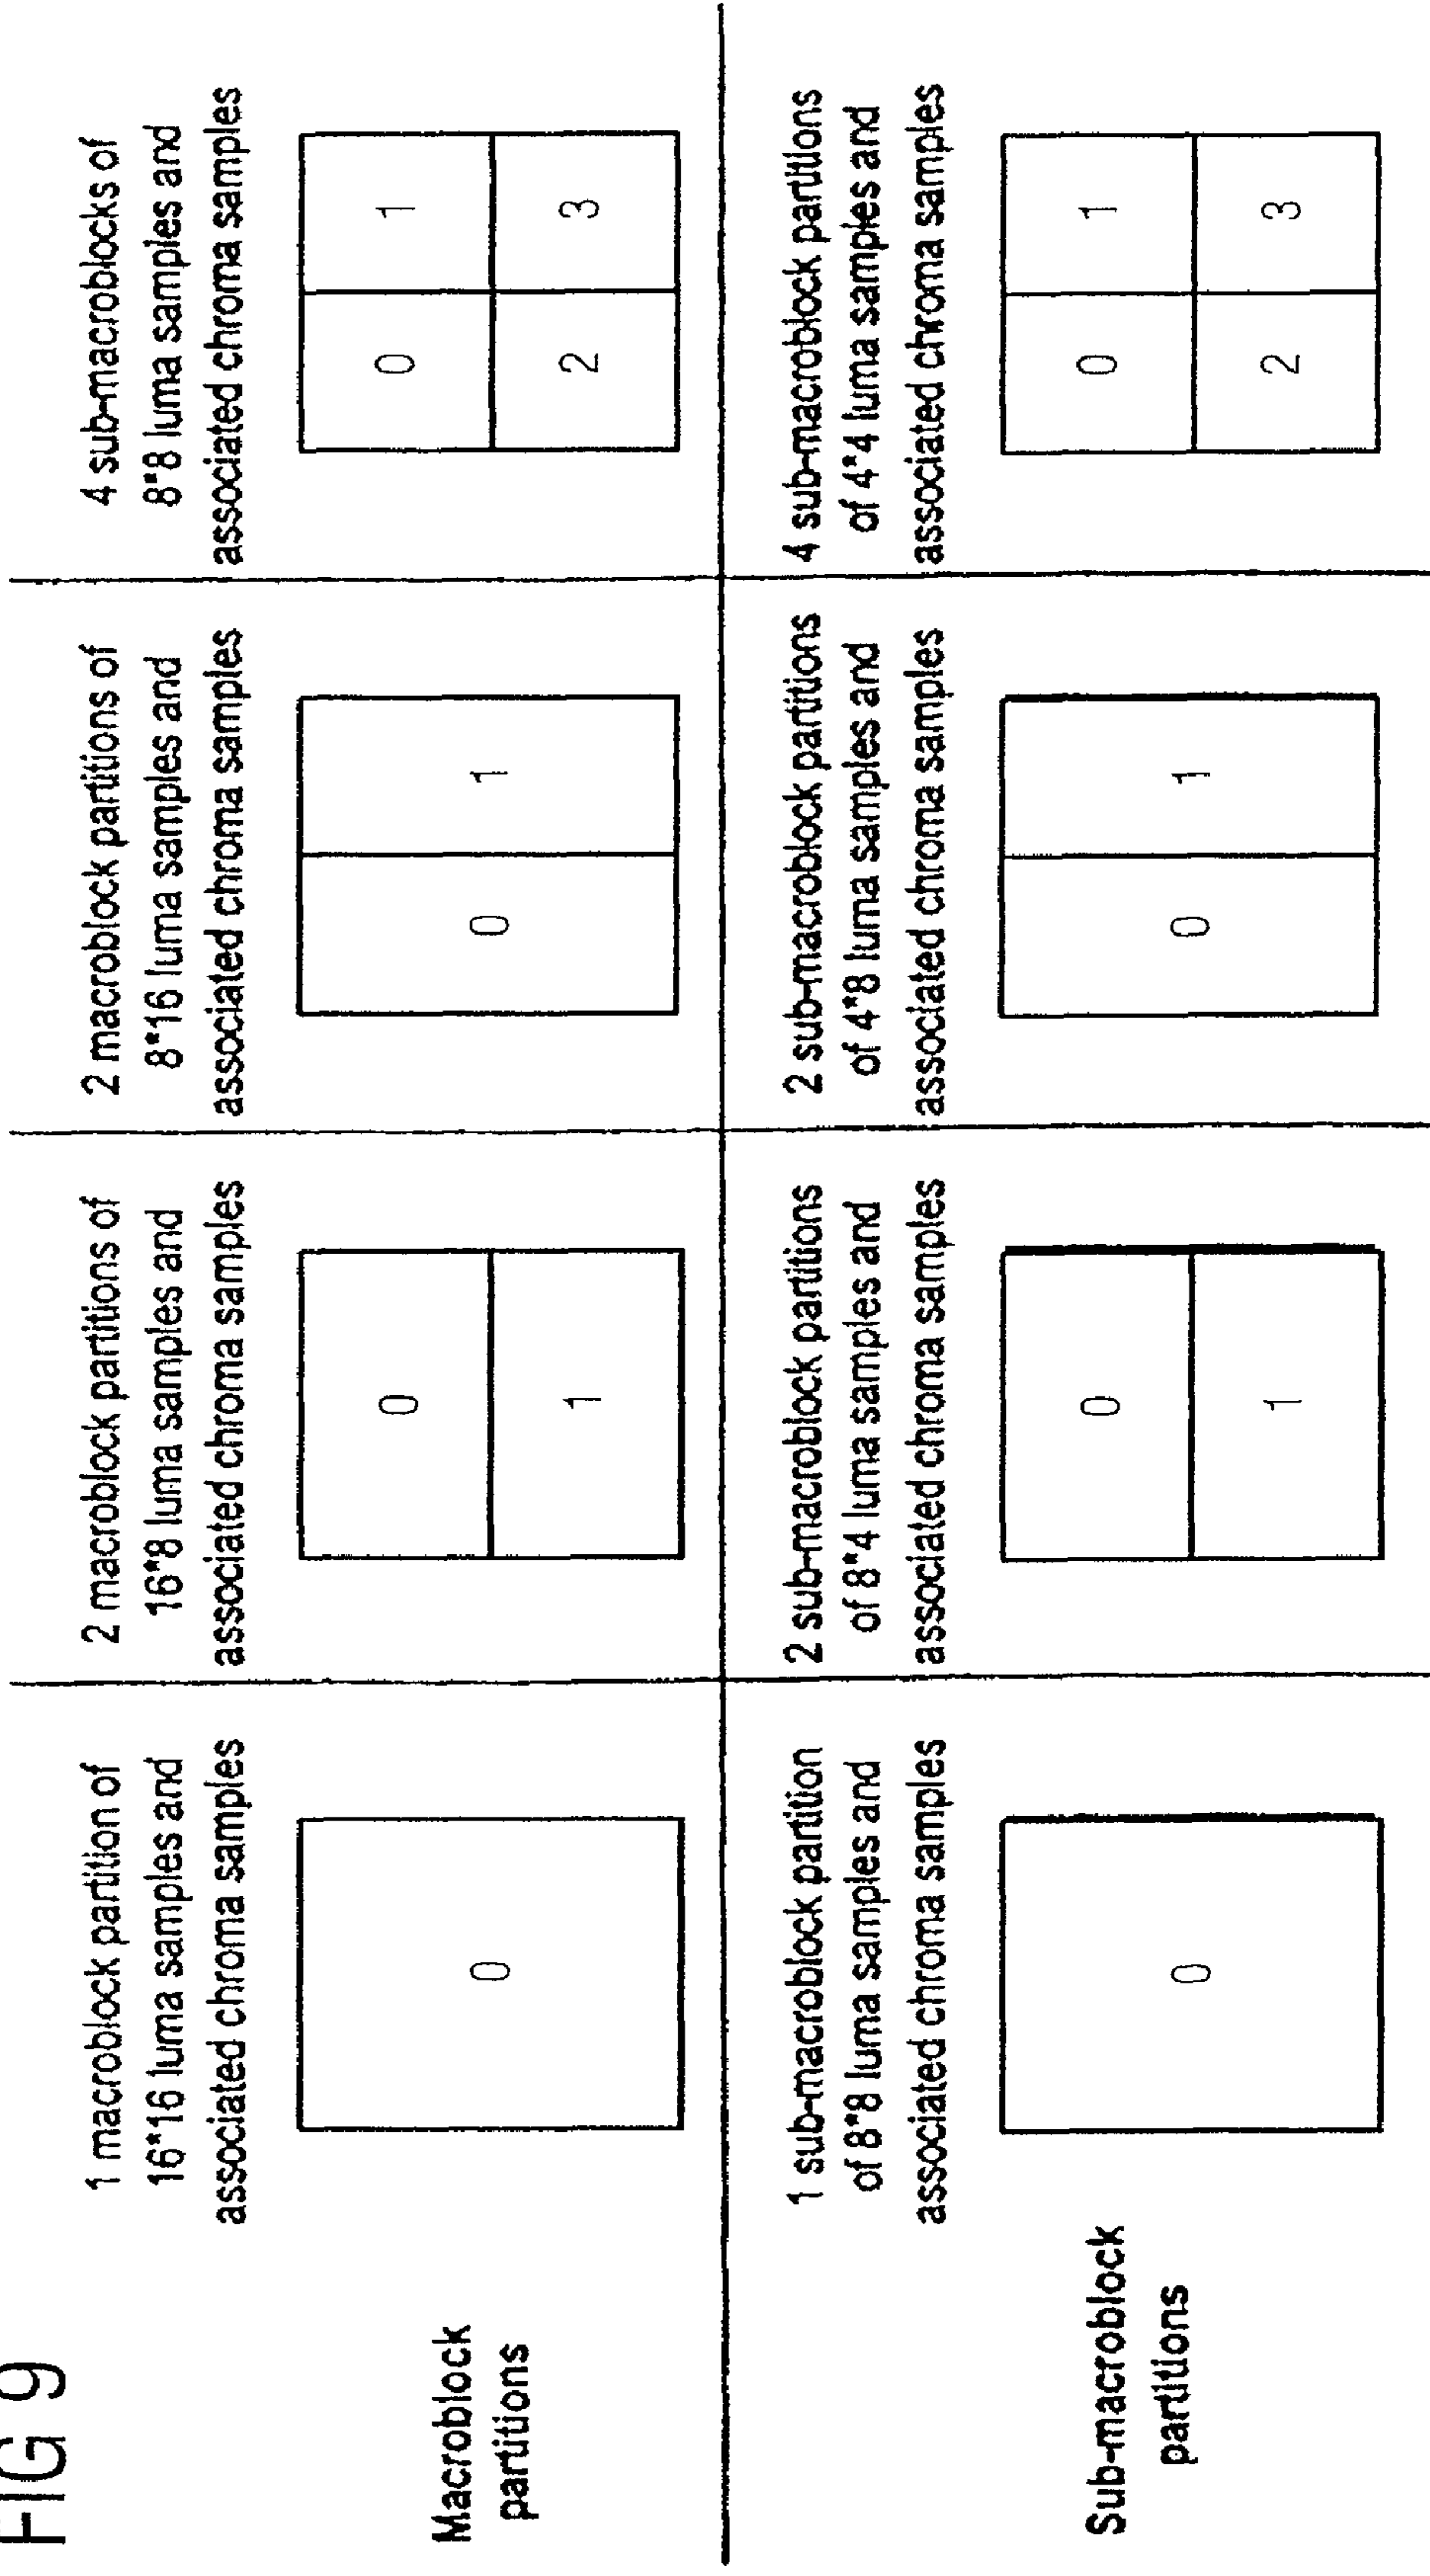 FIG 9
1 macroblock partition of
16*16 luma samples and
associated chroma samples
2 macroblock partitions of
16*8 luma samples and
associated chroma samples
2 macroblock partitions of
8*16 luma samples and
associated chroma samples
4 sub-macroblocks of
8*8 luma samples and
associated chroma samples
Macroblock
partitions
0
0
1
0
1
0
1
2
3
1 sub-macroblock partition
of 8*8 luma samples and
associated chroma samples
2 sub-macroblock partitions
of 8*4 luma samples and
associated chroma samples
2 sub-macroblock partitions
of 4*8 luma samples and
associated chroma samples
4 sub-macroblock partitions
of 4*4 luma samples and
associated chroma samples
Sub-macroblock
partitions
0
0
1
0
1
0
1
2
3